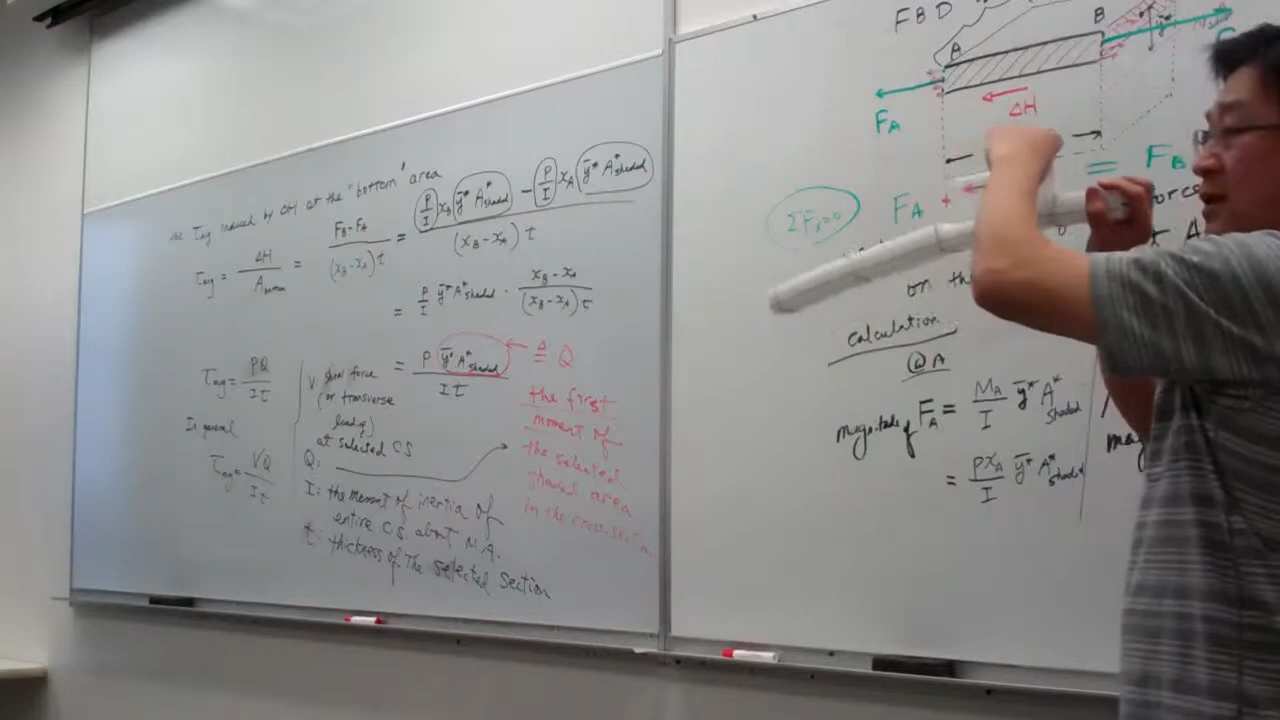 τavg induced by ΔH at the "bottom" area
τavg = ΔH / Abottom = FB - FA / (xB - xA) t = P/I xB ȳ* A*shaded - P/I xA ȳ* A*shaded / (xB - xA) t
= P/I ȳ* A*shaded · xB - xA / (xB - xA) t
= P ȳ* A*shaded / I t
≜ Q
the first
moment of
the selected
shaded area
in the cross-section
τavg = PQ / It
In general
τavg = VQ / It
V: shear force
(or transverse
loading)
at selected CS
Q:
I: the moment of inertia of
entire CS about N.A.
t: thickness of the selected section
FBD
A
B
FA
ΔH
ȳ*
ΣFx=0
FA
= FB
force
on the
calculation
@ A
magnitude of FA = MA / I ȳ* A*shaded
= PxA / I ȳ* A*shaded